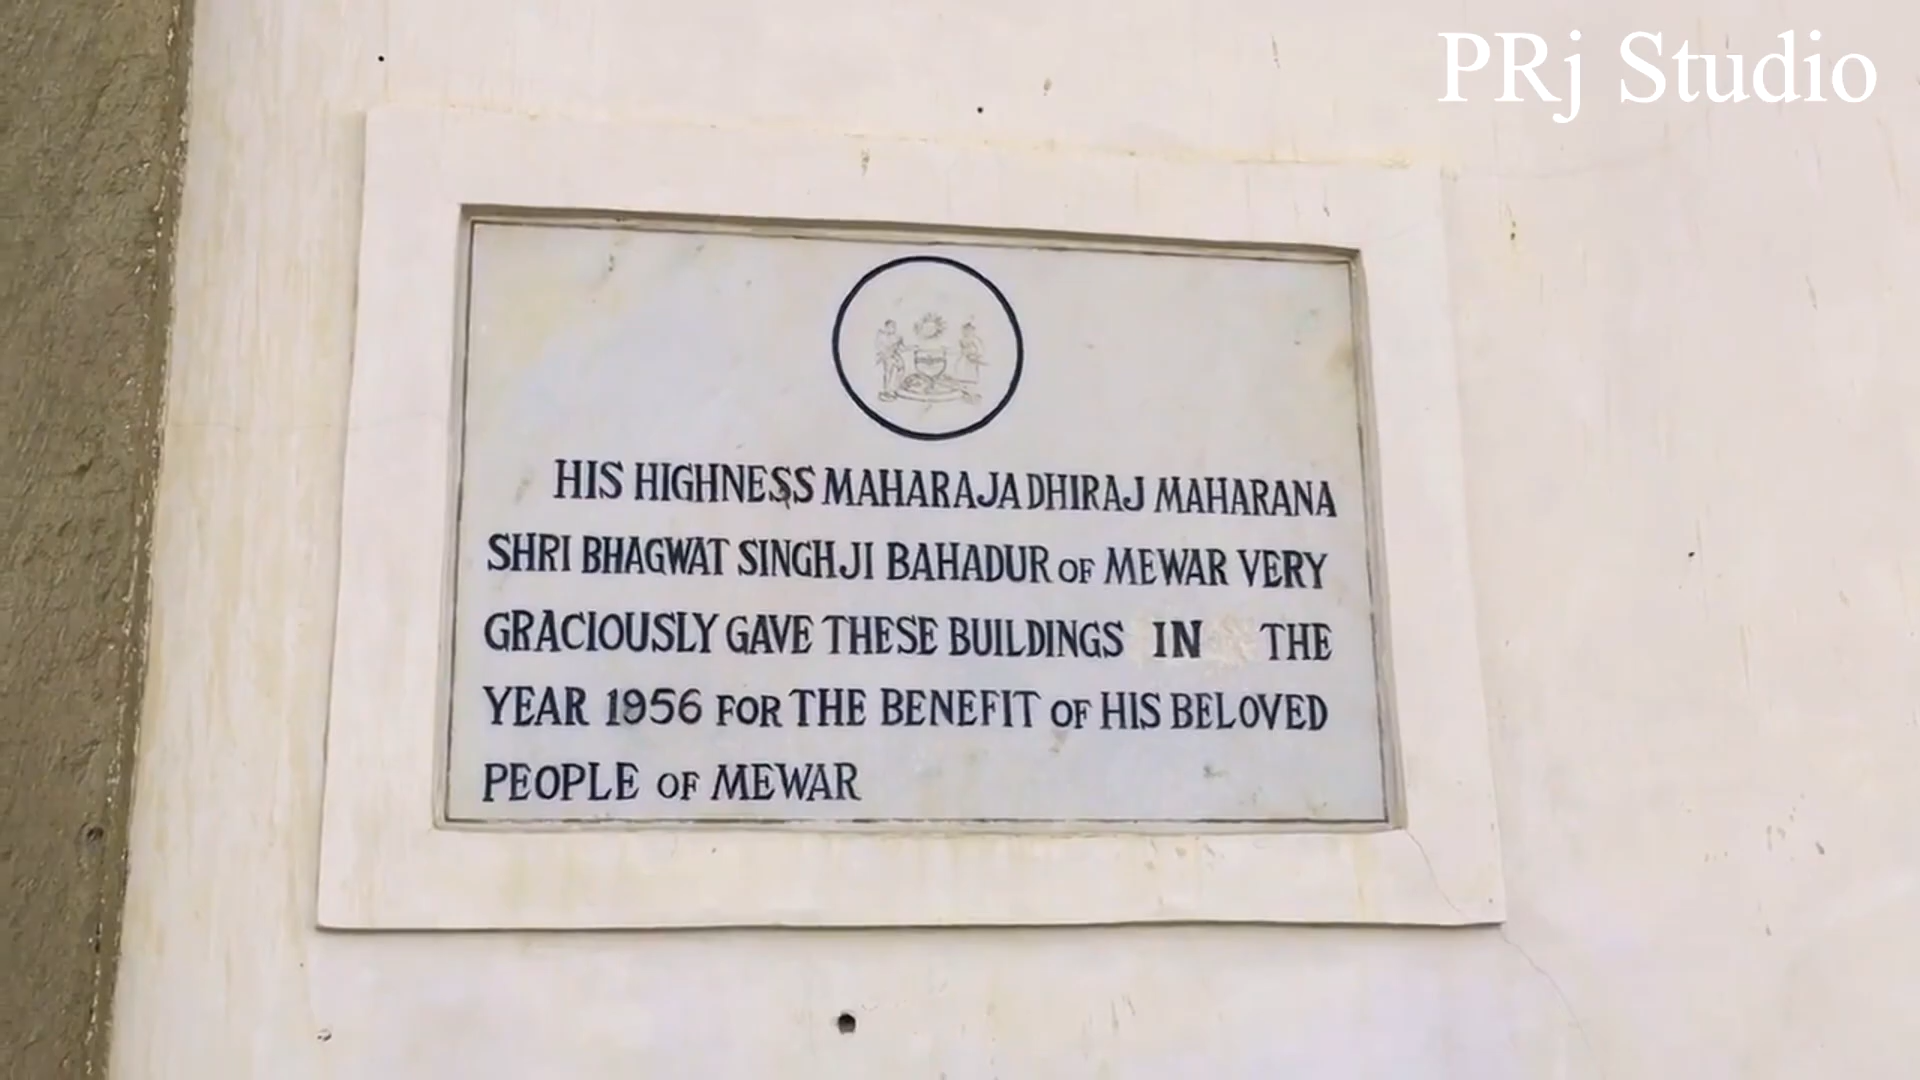 PRj Studio
HIS HIGHNESS MAHARAJADHIRAJ MAHARANA
SHRI BHAGWAT SINGHJI BAHADUR OF MEWAR VERY
GRACIOUSLY GAVE THESE BUILDINGS IN THE
YEAR 1956 FOR THE BENEFIT OF HIS BELOVED
PEOPLE OF MEWAR